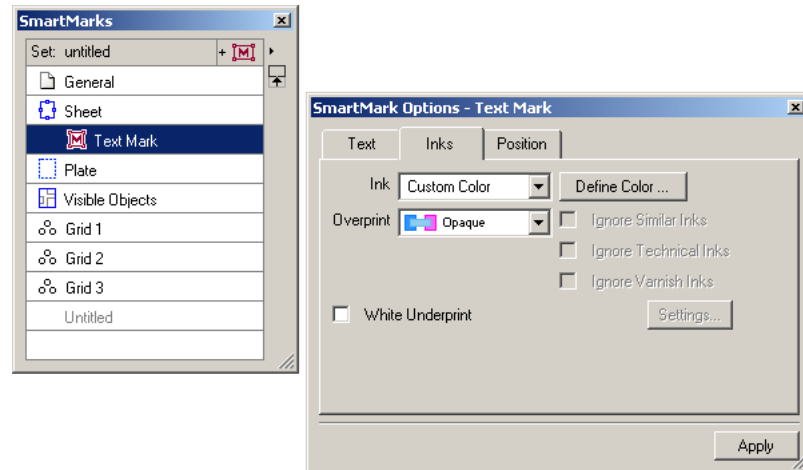 SmartMarks
Set: untitled
General
Sheet
Text Mark
Plate
Visible Objects
Grid 1
Grid 2
Grid 3
Untitled
SmartMark Options - Text Mark
Text Inks Position
Ink Custom Color Define Color ...
Overprint Opaque Ignore Similar Inks
Ignore Technical Inks
Ignore Varnish Inks
White Underprint Settings...
Apply